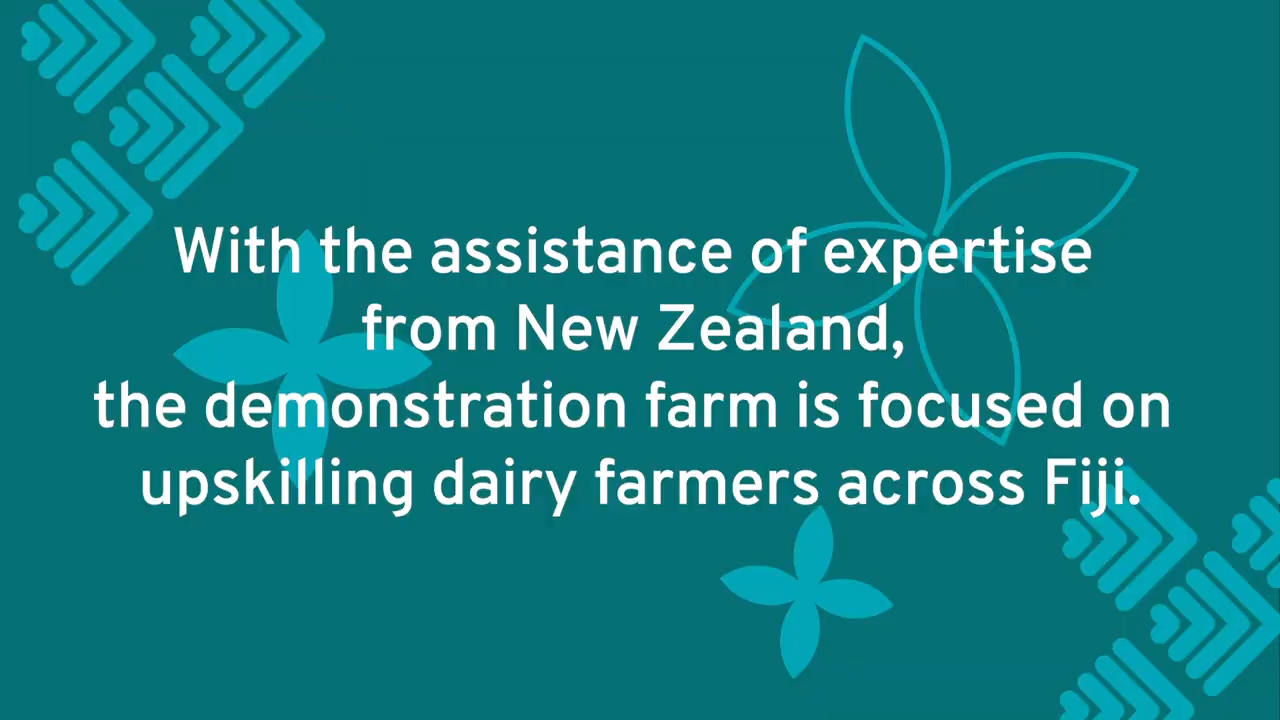 With the assistance of expertise
from New Zealand,
the demonstration farm is focused on
upskilling dairy farmers across Fiji.